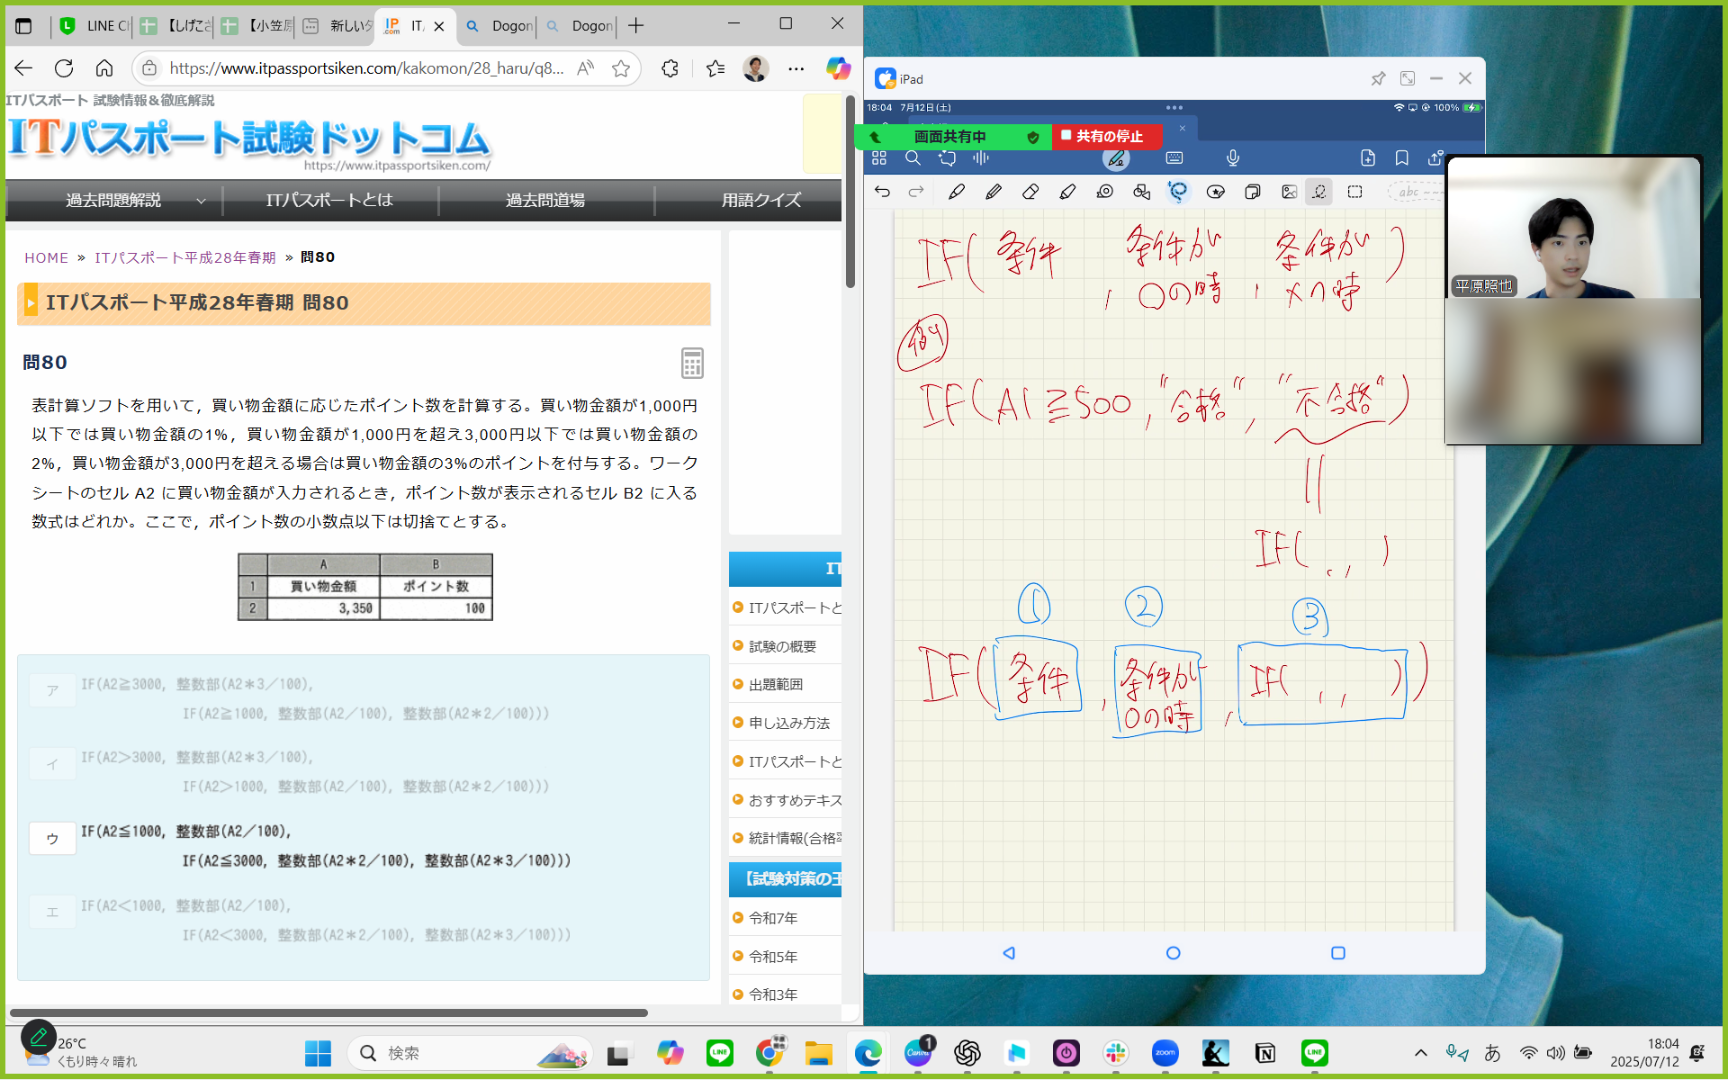 LINE Cl
【しげこさ
【小笠原
新しいタ
IT/
Dogon
Dogon
https://www.itpassportsiken.com/kakomon/28_haru/q8...
ITパスポート 試験情報＆徹底解説
ITパスポート試験ドットコム
https://www.itpassportsiken.com/
過去問題解説
ITパスポートとは
過去問道場
用語クイズ
HOME » ITパスポート平成28年春期 » 問80
ITパスポート平成28年春期 問80
問80
表計算ソフトを用いて，買い物金額に応じたポイント数を計算する。買い物金額が1,000円
以下では買い物金額の1%，買い物金額が1,000円を超え3,000円以下では買い物金額の
2%，買い物金額が3,000円を超える場合は買い物金額の3%のポイントを付与する。ワーク
シートのセル A2 に買い物金額が入力されるとき，ポイント数が表示されるセル B2 に入る
数式はどれか。ここで，ポイント数の小数点以下は切捨てとする。
A B
1 買い物金額 ポイント数
2 3,350 100
ア IF(A2≧3000, 整数部(A2＊3／100),
IF(A2≧1000, 整数部(A2／100), 整数部(A2＊2／100)))
イ IF(A2＞3000, 整数部(A2＊3／100),
IF(A2＞1000, 整数部(A2／100), 整数部(A2＊2／100)))
ウ IF(A2≦1000, 整数部(A2／100),
IF(A2≦3000, 整数部(A2＊2／100), 整数部(A2＊3／100)))
エ IF(A2＜1000, 整数部(A2／100),
IF(A2＜3000, 整数部(A2＊2／100), 整数部(A2＊3／100)))
IT
ITパスポートと
試験の概要
出題範囲
申し込み方法
ITパスポートと
おすすめテキス
統計情報(合格率
【試験対策の王
令和7年
令和5年
令和3年
iPad
18:04 7月12日(土)
100%
画面共有中
共有の停止
abc
IF(条件, 条件が○の時, 条件が×の時)
例
IF(A1≧500, "合格", "不合格")
||
IF( , , )
① ② ③
IF(条件, 条件が○の時, IF( , , ))
平原照也
26°C
くもり時々晴れ
検索
zoom
1
あ
18:04
2025/07/12